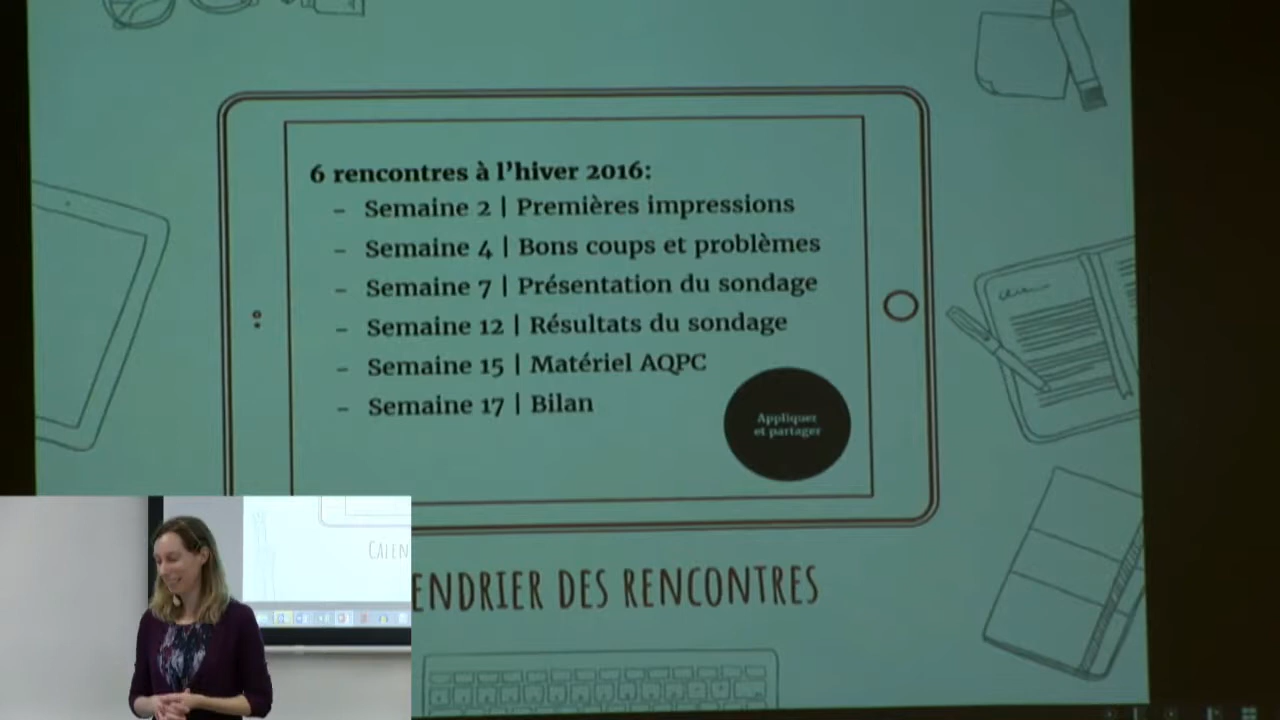 6 rencontres à l'hiver 2016:
– Semaine 2 | Premières impressions
– Semaine 4 | Bons coups et problèmes
– Semaine 7 | Présentation du sondage
– Semaine 12 | Résultats du sondage
– Semaine 15 | Matériel AQPC
– Semaine 17 | Bilan
Appliquer
et partager
ENDRIER DES RENCONTRES
CALEN